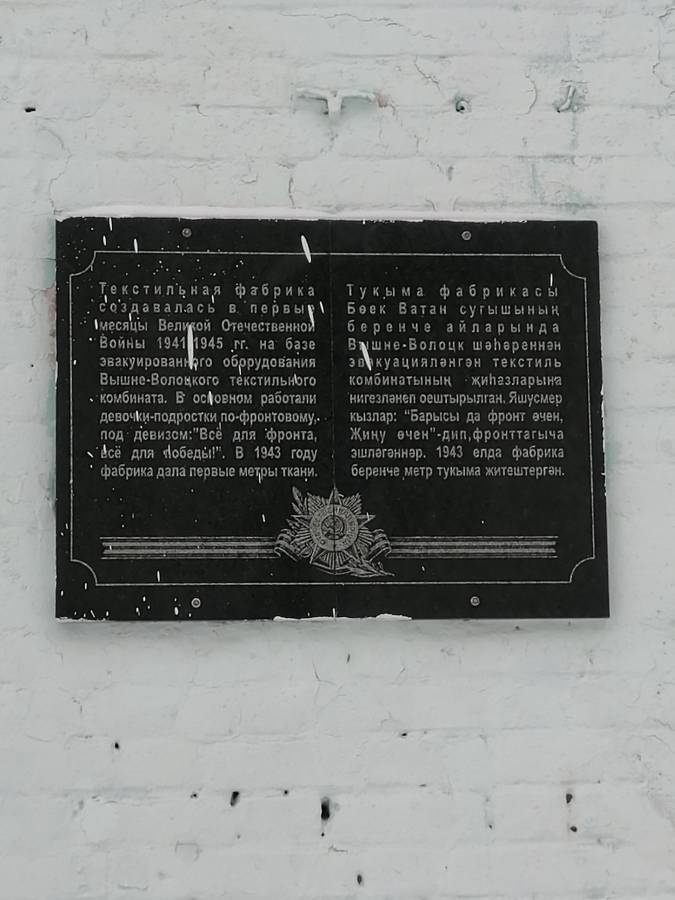 Текстильная фабрика
создавалась в первые
месяцы Великой Отечественной
Войны 1941-1945 гг. на базе
эвакуированного оборудования
Вышне-Волоцкого текстильного
комбината. В основном работали
девочки-подростки по-фронтовому,
под девизом:"Всё для фронта,
всё для победы!". В 1943 году
фабрика дала первые метры ткани.
Тукыма фабрикасы
Бөек Ватан сугышының
беренче айларында
Вышне-Волоцк шәһәреннән
эвакуацияләнгән текстиль
комбинатының җиһазларына
нигезләнеп оештырылган. Яшүсмер
кызлар: "Барысы да фронт өчен,
Җиңү өчен"-дип,фронттагыча
эшләгәннәр. 1943 елда фабрика
беренче метр тукыма житештергән.